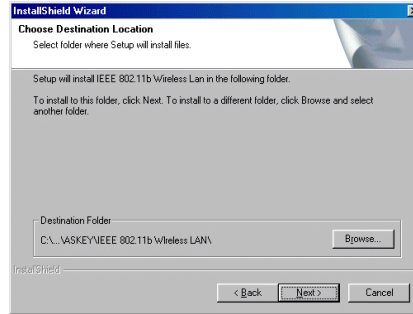 InstallShield Wizard
Choose Destination Location
Select folder where Setup will install files.
Setup will install IEEE 802.11b Wireless Lan in the following folder.
To install to this folder, click Next. To install to a different folder, click Browse and select
another folder.
Destination Folder
C:\...\ASKEY\IEEE 802.11b WIreless LAN\
Browse...
InstallShield
< Back
Next >
Cancel